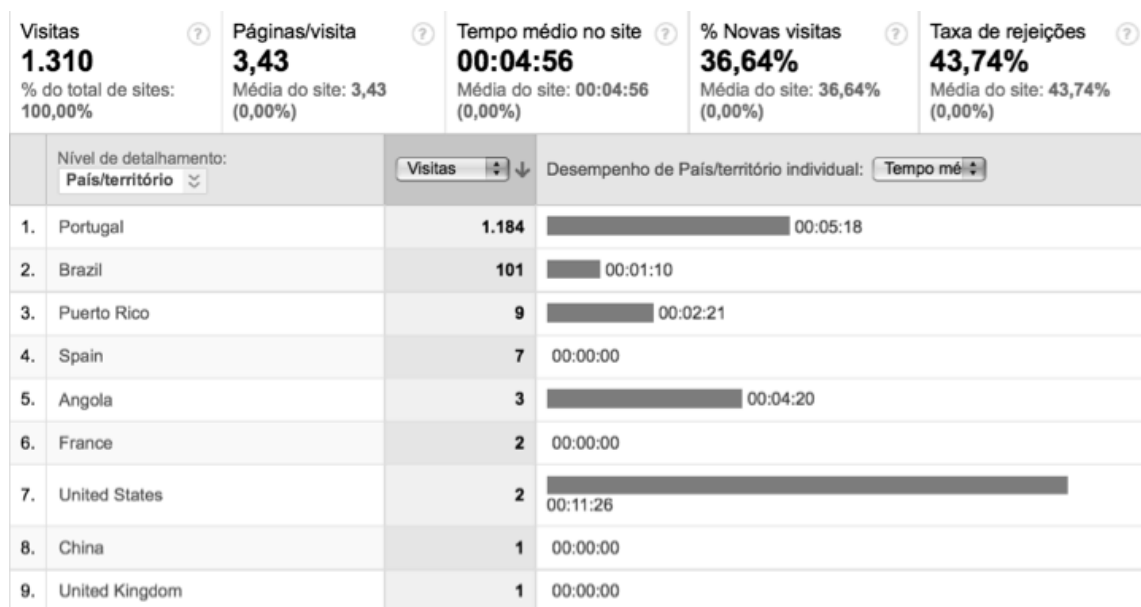 Visitas ?
1.310
% do total de sites:
100,00%
Páginas/visita ?
3,43
Média do site: 3,43
(0,00%)
Tempo médio no site ?
00:04:56
Média do site: 00:04:56
(0,00%)
% Novas visitas ?
36,64%
Média do site: 36,64%
(0,00%)
Taxa de rejeições ?
43,74%
Média do site: 43,74%
(0,00%)
Nível de detalhamento:
País/território
Visitas
Desempenho de País/território individual: Tempo mé
1. Portugal 1.184 00:05:18
2. Brazil 101 00:01:10
3. Puerto Rico 9 00:02:21
4. Spain 7 00:00:00
5. Angola 3 00:04:20
6. France 2 00:00:00
7. United States 2 00:11:26
8. China 1 00:00:00
9. United Kingdom 1 00:00:00